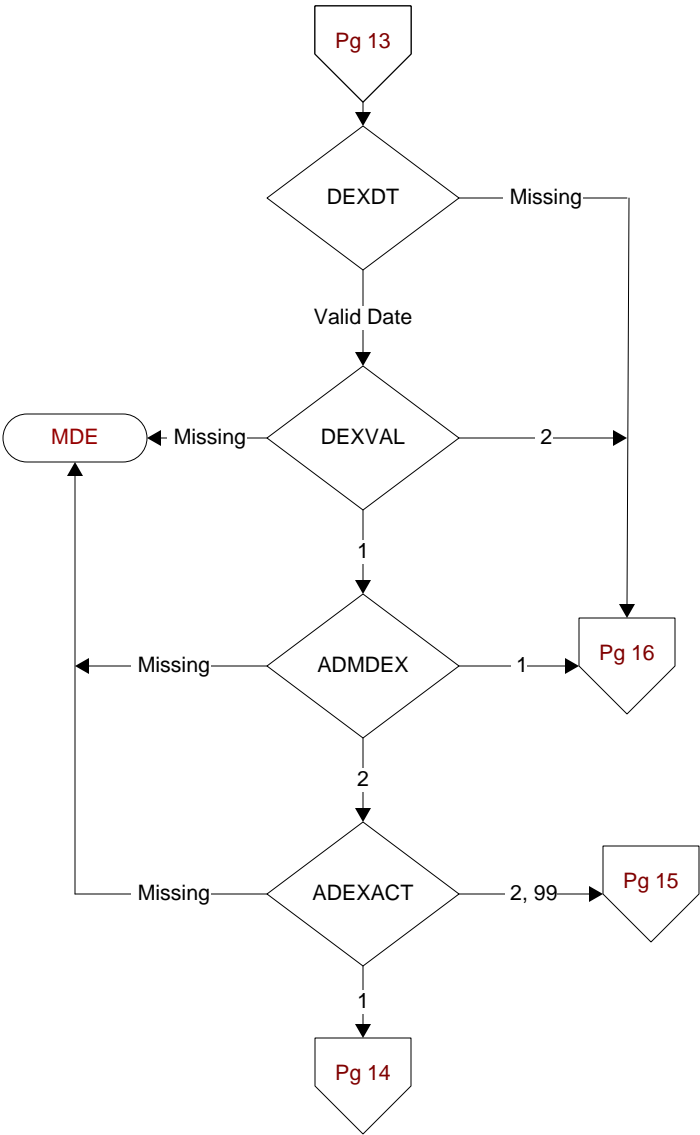 Pg 13
DEXDT
Missing
Valid Date
MDE
Missing
DEXVAL
2
1
Missing
ADMDEX
1
Pg 16
2
Missing
ADEXACT
2, 99
Pg 15
1
Pg 14